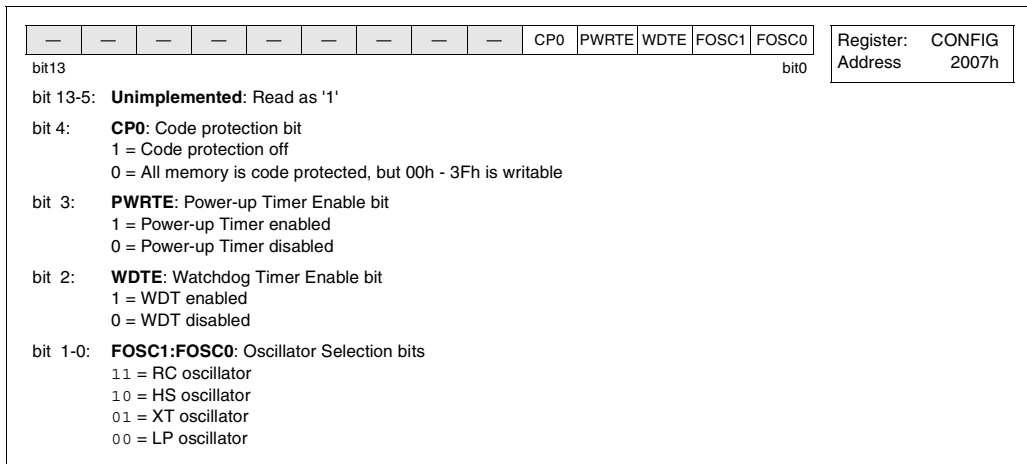 — — — — — — — — — CP0 PWRTE WDTE FOSC1 FOSC0
bit13 bit0
Register: CONFIG
Address 2007h
bit 13-5: Unimplemented: Read as '1'
bit 4: CP0: Code protection bit
1 = Code protection off
0 = All memory is code protected, but 00h - 3Fh is writable
bit 3: PWRTE: Power-up Timer Enable bit
1 = Power-up Timer enabled
0 = Power-up Timer disabled
bit 2: WDTE: Watchdog Timer Enable bit
1 = WDT enabled
0 = WDT disabled
bit 1-0: FOSC1:FOSC0: Oscillator Selection bits
11 = RC oscillator
10 = HS oscillator
01 = XT oscillator
00 = LP oscillator